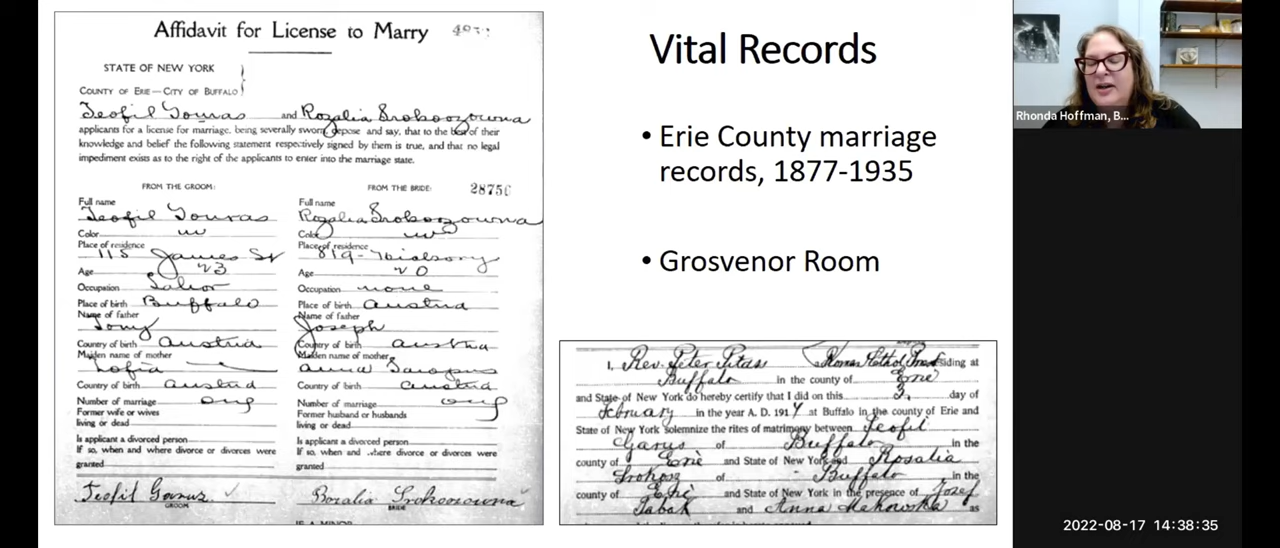 Affidavit for License to Marry
STATE OF NEW YORK
COUNTY OF ERIE—CITY OF BUFFALO
Teofil and Rozalia
applicants for a license for marriage, being severally sworn, depose and say, that to the best of their
knowledge and belief the following statement respectively signed by them is true, and that no legal
impediment exists as to the right of the applicants to enter into the marriage state.
FROM THE GROOM:
Full name
Teofil
Color w
Place of residence
115 James St
Age 23
Occupation
Place of birth Buffalo
Name of father
Tony
Country of birth Austria
Maiden name of mother
Country of birth Austria
Number of marriage one
Former wife or wives
living or dead
Is applicant a divorced person
If so, when and where divorce or divorces were
granted
Teofil
GROOM
FROM THE BRIDE:
28750
Full name
Rozalia
Color w
Place of residence
819
Age 20
Occupation none
Place of birth Austria
Name of father
Joseph
Country of birth Austria
Maiden name of mother
Anna
Country of birth Austria
Number of marriage one
Former husband or husbands
living or dead
Is applicant a divorced person
If so, when and where divorce or divorces were
granted
BRIDE
Vital Records
• Erie County marriage
records, 1877-1935
• Grosvenor Room
I, Rev. Peter Pitass residing at
Buffalo in the county of Erie
and State of New York do hereby certify that I did on this day of
February in the year A. D. 1914 at Buffalo in the county of Erie and
State of New York solemnize the rites of matrimony between Teofil
Garus of Buffalo in the
county of Erie and State of New York and Rosalia
of Buffalo in the
county of Erie and State of New York in the presence of Jozef
Tabak and Anna Makowska as
Rhonda Hoffman, B...
2022-08-17 14:38:35